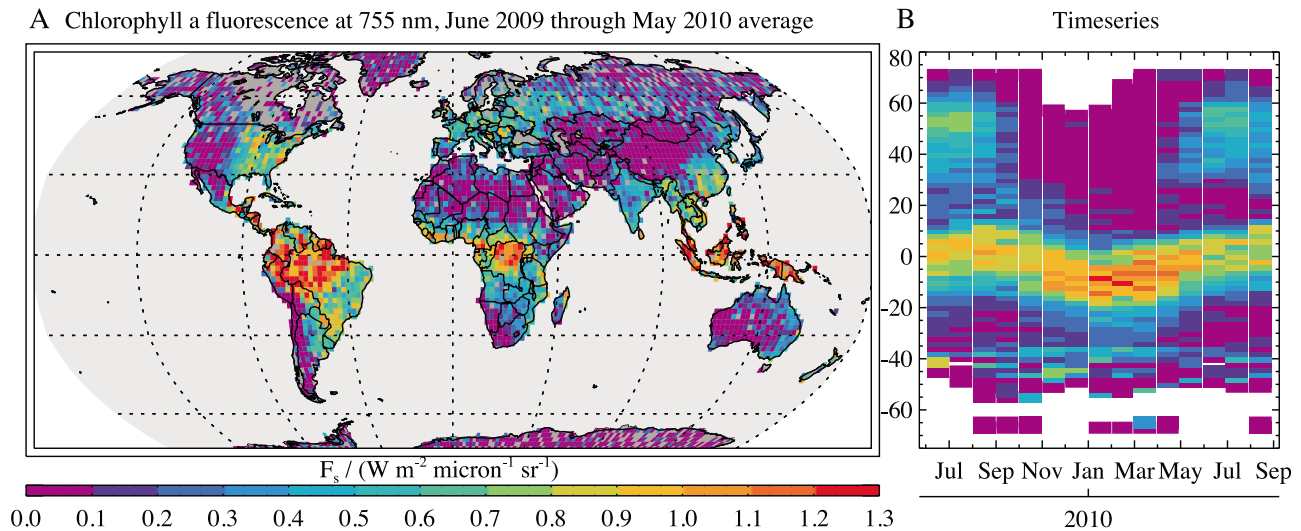 A Chlorophyll a fluorescence at 755 nm, June 2009 through May 2010 average
B Timeseries
80
60
40
20
0
-20
-40
-60
Jul Sep Nov Jan Mar May Jul Sep
2010
Fs / (W m-2 micron-1 sr-1)
0.0 0.1 0.2 0.3 0.4 0.5 0.6 0.7 0.8 0.9 1.0 1.1 1.2 1.3